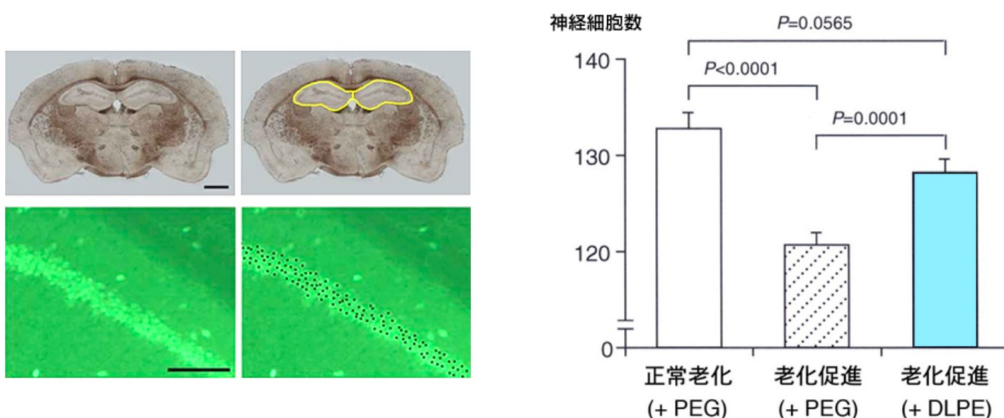 神経細胞数
P=0.0565
140
P<0.0001
P=0.0001
130
120
0
正常老化
(+ PEG)
老化促進
(+ PEG)
老化促進
(+ DLPE)